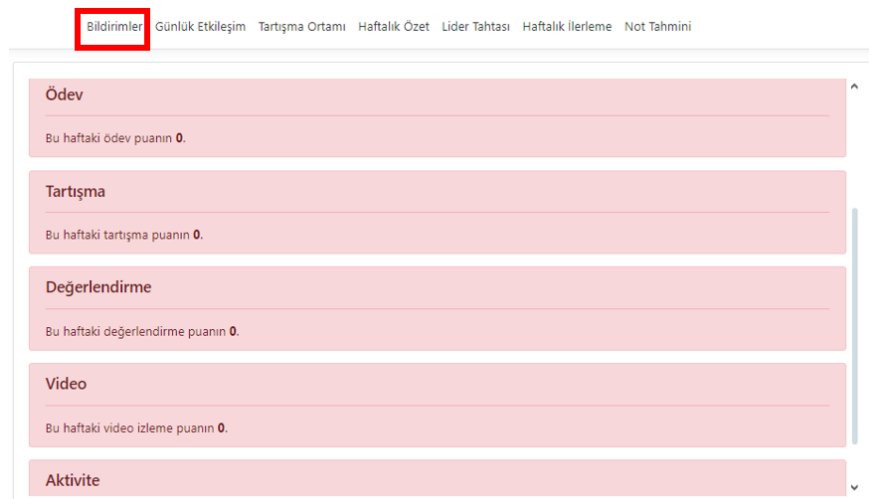 Bildirimler Günlük Etkileşim Tartışma Ortamı Haftalık Özet Lider Tahtası Haftalık İlerleme Not Tahmini
Ödev
Bu haftaki ödev puanın 0.
Tartışma
Bu haftaki tartışma puanın 0.
Değerlendirme
Bu haftaki değerlendirme puanın 0.
Video
Bu haftaki video izleme puanın 0.
Aktivite